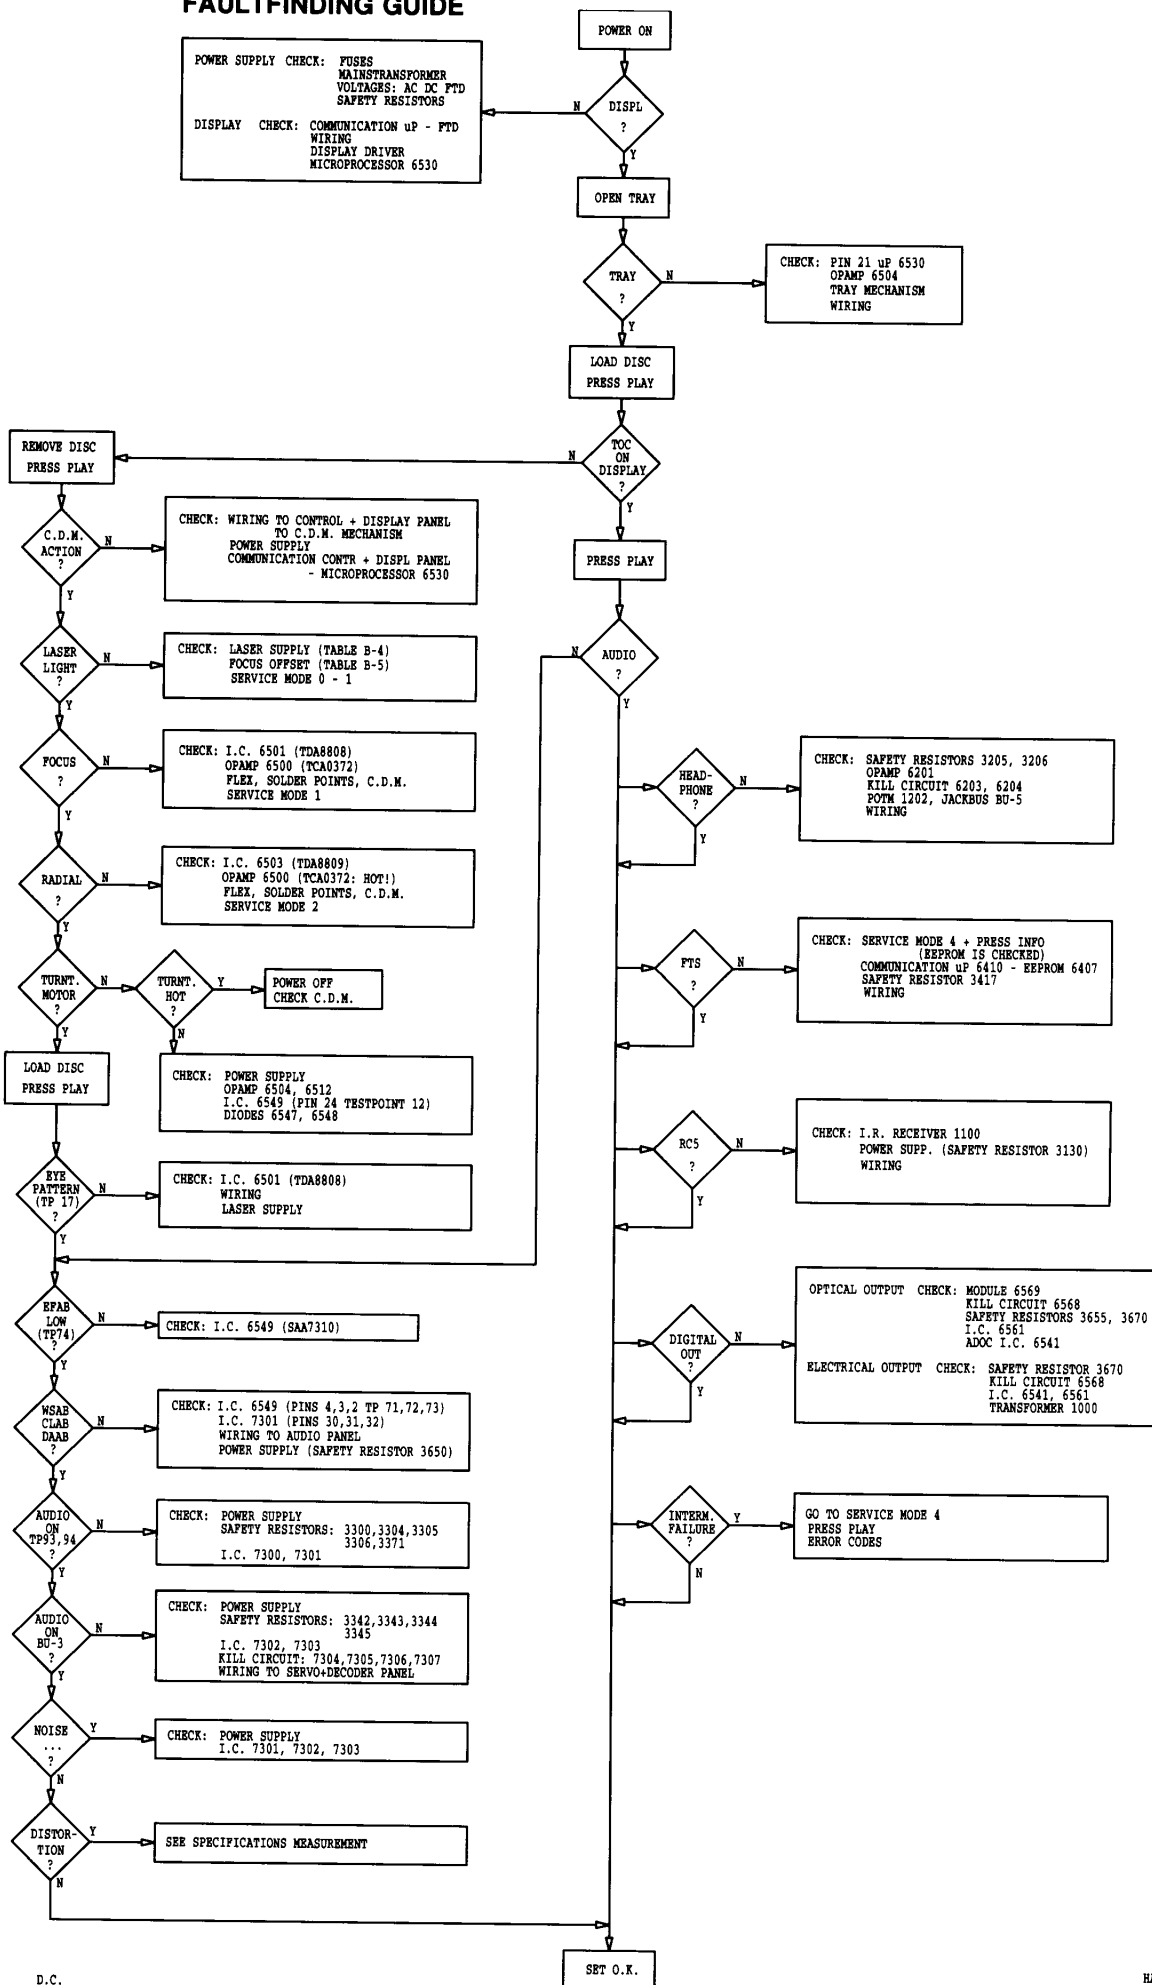 FAULTFINDING GUIDE
POWER ON
POWER SUPPLY CHECK: FUSES
MAINSTRANSFORMER
VOLTAGES: AC DC FTD
SAFETY RESISTORS
DISPLAY CHECK: COMMUNICATION uP - FTD
WIRING
DISPLAY DRIVER
MICROPROCESSOR 6530
N
DISPL
?
Y
OPEN TRAY
TRAY
?
N
Y
CHECK: PIN 21 uP 6530
OPAMP 6504
TRAY MECHANISM
WIRING
LOAD DISC
PRESS PLAY
TOC
ON
DISPLAY
?
N
Y
REMOVE DISC
PRESS PLAY
C.D.M.
ACTION
?
N
Y
CHECK: WIRING TO CONTROL + DISPLAY PANEL
TO C.D.M. MECHANISM
POWER SUPPLY
COMMUNICATION CONTR + DISPL PANEL
- MICROPROCESSOR 6530
PRESS PLAY
LASER
LIGHT
?
N
Y
CHECK: LASER SUPPLY (TABLE B-4)
FOCUS OFFSET (TABLE B-5)
SERVICE MODE 0 - 1
N
AUDIO
?
Y
FOCUS
?
N
Y
CHECK: I.C. 6501 (TDA8808)
OPAMP 6500 (TCA0372)
FLEX, SOLDER POINTS, C.D.M.
SERVICE MODE 1
HEAD-
PHONE
?
N
Y
CHECK: SAFETY RESISTORS 3205, 3206
OPAMP 6201
KILL CIRCUIT 6203, 6204
POTM 1202, JACKBUS BU-5
WIRING
RADIAL
?
N
Y
CHECK: I.C. 6503 (TDA8809)
OPAMP 6500 (TCA0372: HOT!)
FLEX, SOLDER POINTS, C.D.M.
SERVICE MODE 2
TURNT.
MOTOR
?
N
Y
TURNT.
HOT
?
Y
N
POWER OFF
CHECK C.D.M.
FTS
?
N
Y
CHECK: SERVICE MODE 4 + PRESS INFO
(EEPROM IS CHECKED)
COMMUNICATION uP 6410 - EEPROM 6407
SAFETY RESISTOR 3417
WIRING
LOAD DISC
PRESS PLAY
CHECK: POWER SUPPLY
OPAMP 6504, 6512
I.C. 6549 (PIN 24 TESTPOINT 12)
DIODES 6547, 6548
RC5
?
N
Y
CHECK: I.R. RECEIVER 1100
POWER SUPP. (SAFETY RESISTOR 3130)
WIRING
EYE
PATTERN
(TP 17)
?
N
Y
CHECK: I.C. 6501 (TDA8808)
WIRING
LASER SUPPLY
EFAB
LOW
(TP74)
?
N
Y
CHECK: I.C. 6549 (SAA7310)
DIGITAL
OUT
?
N
Y
OPTICAL OUTPUT CHECK: MODULE 6569
KILL CIRCUIT 6568
SAFETY RESISTORS 3655, 3670
I.C. 6561
ADOC I.C. 6541
ELECTRICAL OUTPUT CHECK: SAFETY RESISTOR 3670
KILL CIRCUIT 6568
I.C. 6541, 6561
TRANSFORMER 1000
WSAB
CLAB
DAAB
?
N
Y
CHECK: I.C. 6549 (PINS 4,3,2 TP 71,72,73)
I.C. 7301 (PINS 30,31,32)
WIRING TO AUDIO PANEL
POWER SUPPLY (SAFETY RESISTOR 3650)
AUDIO
ON
TP93,94
?
N
Y
CHECK: POWER SUPPLY
SAFETY RESISTORS: 3300,3304,3305
3306,3371
I.C. 7300, 7301
INTERM.
FAILURE
?
Y
N
GO TO SERVICE MODE 4
PRESS PLAY
ERROR CODES
AUDIO
ON
BU-3
?
N
Y
CHECK: POWER SUPPLY
SAFETY RESISTORS: 3342,3343,3344
3345
I.C. 7302, 7303
KILL CIRCUIT: 7304,7305,7306,7307
WIRING TO SERVO+DECODER PANEL
NOISE
...
?
Y
N
CHECK: POWER SUPPLY
I.C. 7301, 7302, 7303
DISTOR-
TION
?
Y
N
SEE SPECIFICATIONS MEASUREMENT
SET O.K.
D.C.